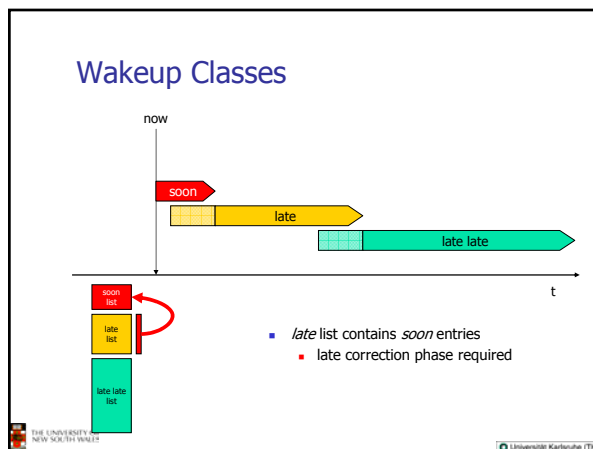 Wakeup Classes
now
soon
late
late late
t
soon
list
late
list
late late
list
late list contains soon entries
late correction phase required
THE UNIVERSITY OF
NEW SOUTH WALES
Universität Karlsruhe (TH)